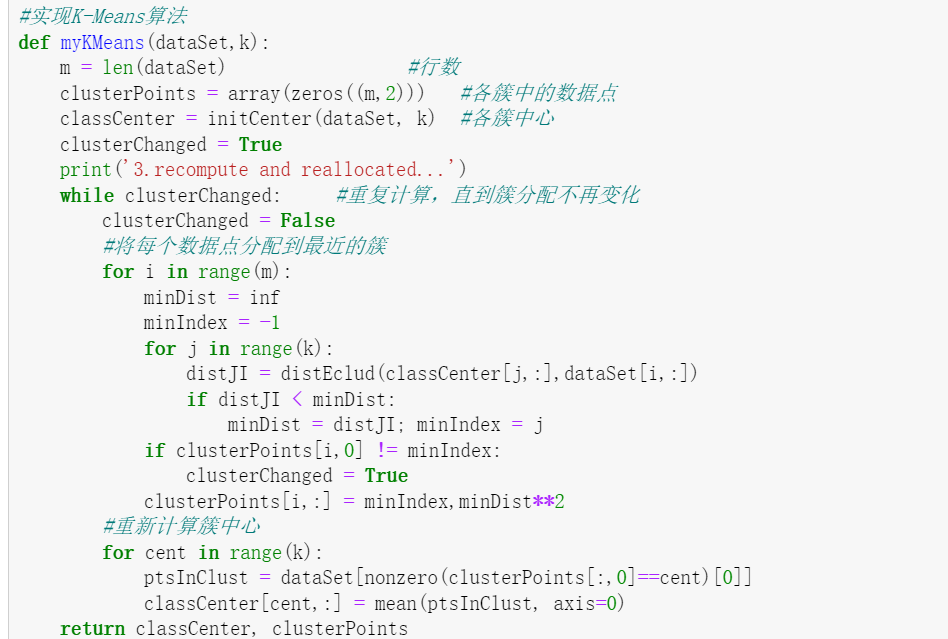 #实现K-Means算法
def myKMeans(dataSet,k):
    m = len(dataSet)                  #行数
    clusterPoints = array(zeros((m,2)))   #各簇中的数据点
    classCenter = initCenter(dataSet, k)  #各簇中心
    clusterChanged = True
    print('3.recompute and reallocated...')
    while clusterChanged:     #重复计算，直到簇分配不再变化
        clusterChanged = False
        #将每个数据点分配到最近的簇
        for i in range(m):
            minDist = inf
            minIndex = -1
            for j in range(k):
                distJI = distEclud(classCenter[j,:],dataSet[i,:])
                if distJI < minDist:
                    minDist = distJI; minIndex = j
            if clusterPoints[i,0] != minIndex:
                clusterChanged = True
            clusterPoints[i,:] = minIndex,minDist**2
        #重新计算簇中心
        for cent in range(k):
            ptsInClust = dataSet[nonzero(clusterPoints[:,0]==cent)[0]]
            classCenter[cent,:] = mean(ptsInClust, axis=0)
    return classCenter, clusterPoints